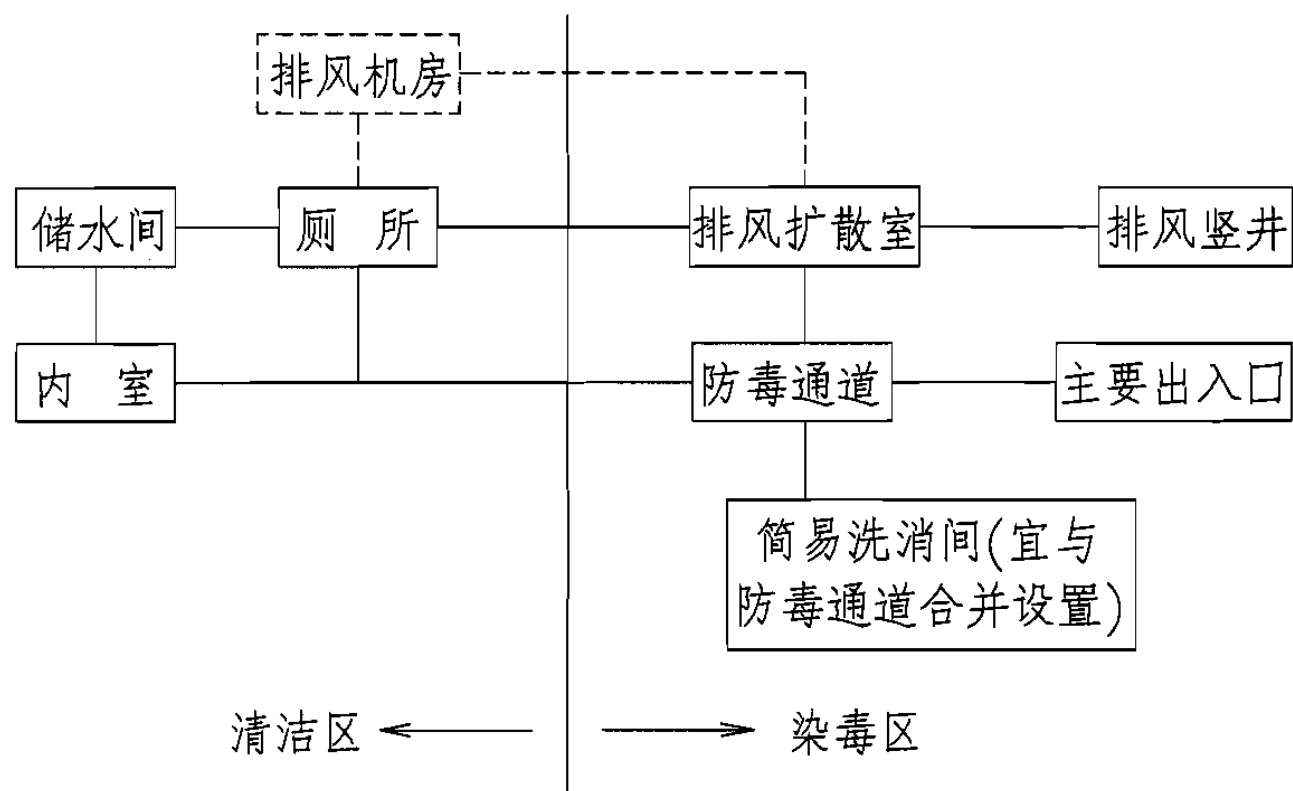 排风机房
储水间
厕 所
排风扩散室
排风竖井
内 室
防毒通道
主要出入口
简易洗消间(宜与
防毒通道合并设置)
清洁区
染毒区